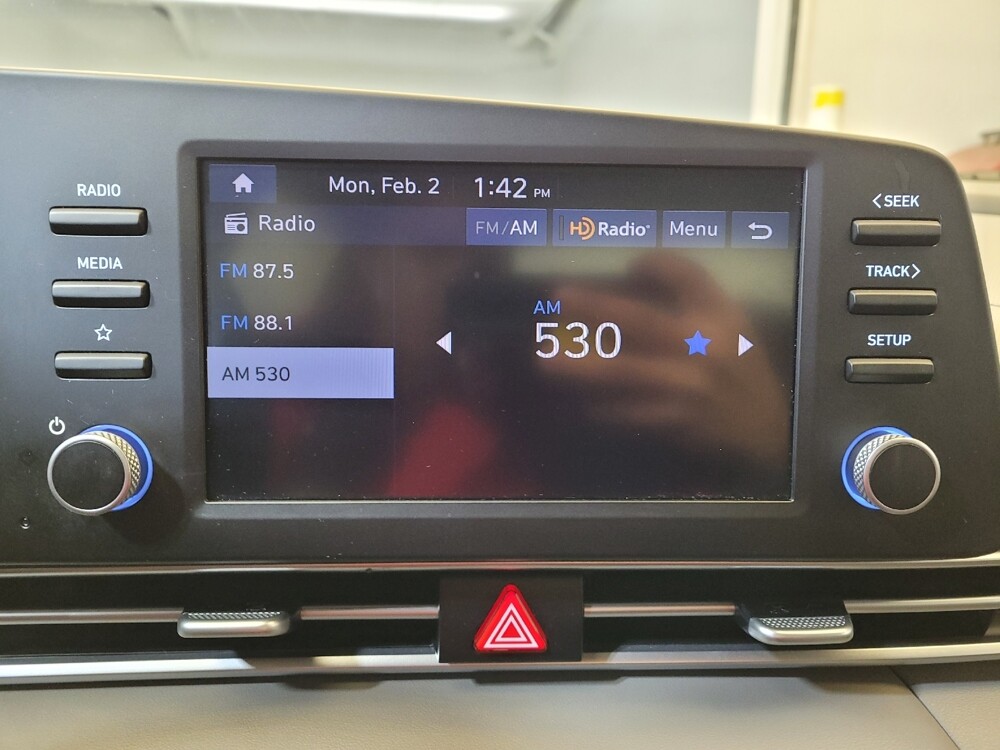 RADIO
MEDIA
Mon, Feb. 2 1:42 PM
Radio FM/AM HD Radio Menu
FM 87.5
FM 88.1
AM 530
AM
530
<SEEK
TRACK>
SETUP